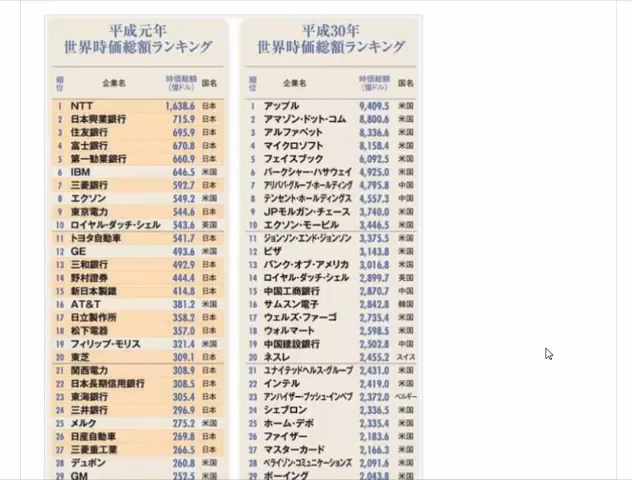 平成元年
世界時価総額ランキング
順位 企業名 時価総額(億ドル) 国名
1 NTT 1,638.6 日本
2 日本興業銀行 715.9 日本
3 住友銀行 695.9 日本
4 富士銀行 670.8 日本
5 第一勧業銀行 660.9 日本
6 IBM 646.5 米国
7 三菱銀行 592.7 日本
8 エクソン 549.2 米国
9 東京電力 544.6 日本
10 ロイヤル・ダッチ・シェル 543.6 英国
11 トヨタ自動車 541.7 日本
12 GE 493.6 米国
13 三和銀行 492.9 日本
14 野村證券 444.4 日本
15 新日本製鐵 414.8 日本
16 AT&T 381.2 米国
17 日立製作所 358.2 日本
18 松下電器 357.0 日本
19 フィリップ・モリス 321.4 米国
20 東芝 309.1 日本
21 関西電力 308.9 日本
22 日本長期信用銀行 308.5 日本
23 東海銀行 305.4 日本
24 三井銀行 296.9 日本
25 メルク 275.2 米国
26 日産自動車 269.8 日本
27 三菱重工業 266.5 日本
28 デュポン 260.8 米国
29 GM 252.5 米国
平成30年
世界時価総額ランキング
順位 企業名 時価総額(億ドル) 国名
1 アップル 9,409.5 米国
2 アマゾン・ドット・コム 8,800.6 米国
3 アルファベット 8,336.6 米国
4 マイクロソフト 8,158.4 米国
5 フェイスブック 6,092.5 米国
6 バークシャー・ハサウェイ 4,925.0 米国
7 アリババグループ・ホールディング 4,795.8 中国
8 テンセント・ホールディングス 4,557.3 中国
9 JPモルガン・チェース 3,740.0 米国
10 エクソン・モービル 3,446.5 米国
11 ジョンソン・エンド・ジョンソン 3,375.5 米国
12 ビザ 3,143.8 米国
13 バンク・オブ・アメリカ 3,016.8 米国
14 ロイヤル・ダッチ・シェル 2,899.7 英国
15 中国工商銀行 2,870.7 中国
16 サムスン電子 2,842.8 韓国
17 ウェルズ・ファーゴ 2,735.4 米国
18 ウォルマート 2,598.5 米国
19 中国建設銀行 2,502.8 中国
20 ネスレ 2,455.2 スイス
21 ユナイテッドヘルス・グループ 2,431.0 米国
22 インテル 2,419.0 米国
23 アンハイザー・ブッシュ・インベブ 2,372.0 ベルギー
24 シェブロン 2,336.5 米国
25 ホーム・デポ 2,335.4 米国
26 ファイザー 2,183.6 米国
27 マスターカード 2,166.3 米国
28 ベライゾン・コミュニケーションズ 2,091.6 米国
29 ボーイング 2,043.8 米国